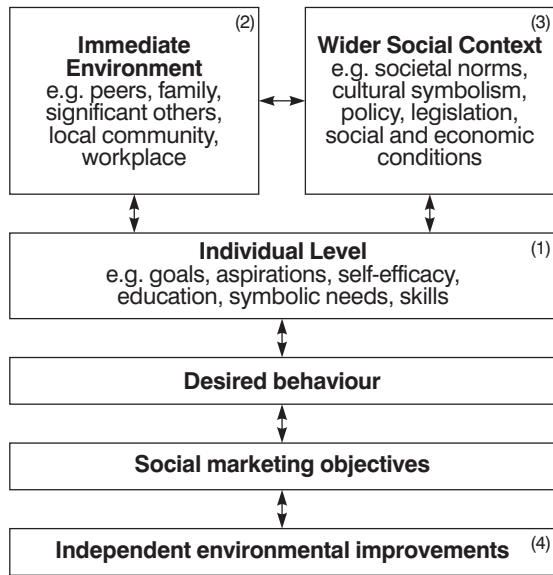 (2)
Immediate
Environment
e.g. peers, family,
significant others,
local community,
workplace
(3)
Wider Social Context
e.g. societal norms,
cultural symbolism,
policy, legislation,
social and economic
conditions
(1)
Individual Level
e.g. goals, aspirations, self-efficacy,
education, symbolic needs, skills
Desired behaviour
Social marketing objectives
Independent environmental improvements
(4)